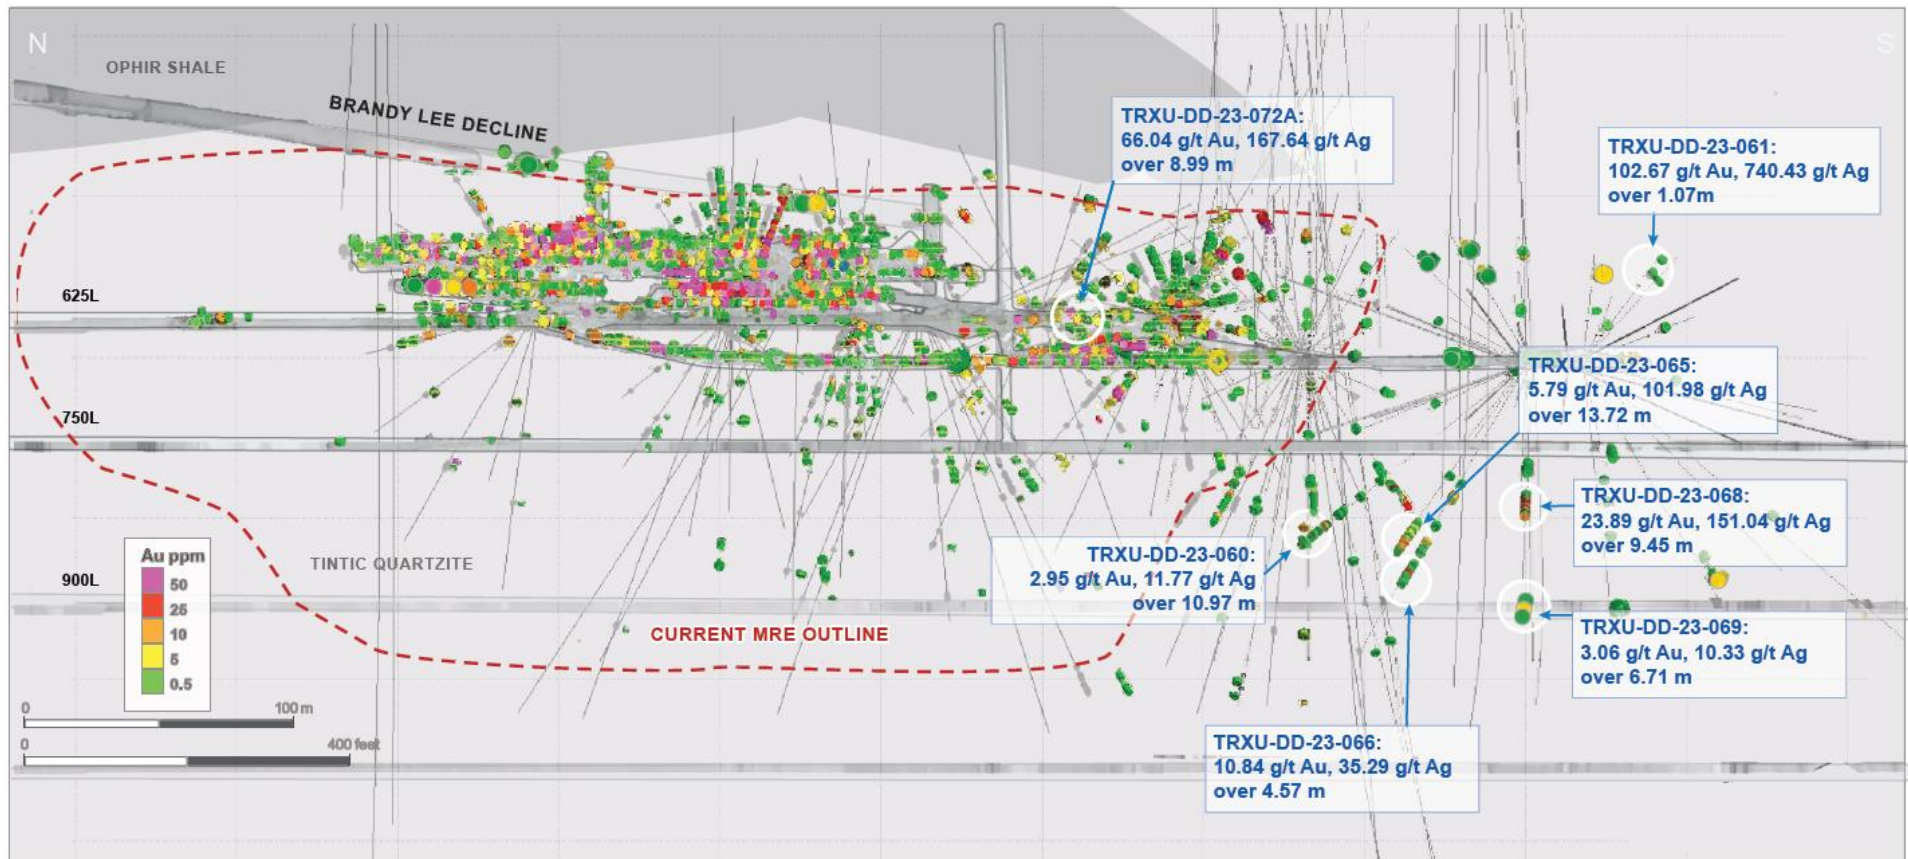 N
S
OPHIR SHALE
BRANDY LEE DECLINE
TRXU-DD-23-072A:
66.04 g/t Au, 167.64 g/t Ag
over 8.99 m
TRXU-DD-23-061:
102.67 g/t Au, 740.43 g/t Ag
over 1.07m
625L
TRXU-DD-23-065:
5.79 g/t Au, 101.98 g/t Ag
over 13.72 m
750L
TRXU-DD-23-068:
23.89 g/t Au, 151.04 g/t Ag
over 9.45 m
TRXU-DD-23-060:
2.95 g/t Au, 11.77 g/t Ag
over 10.97 m
TINTIC QUARTZITE
900L
Au ppm
50
25
10
5
0.5
CURRENT MRE OUTLINE
TRXU-DD-23-069:
3.06 g/t Au, 10.33 g/t Ag
over 6.71 m
0 100 m
0 400 feet
TRXU-DD-23-066:
10.84 g/t Au, 35.29 g/t Ag
over 4.57 m